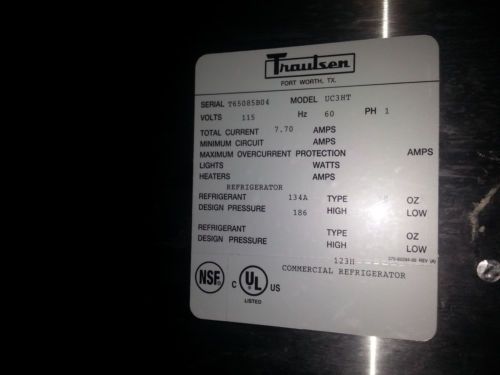 Traulsen
FORT WORTH, TX.
SERIAL T65085B04 MODEL UC3HT
VOLTS 115 Hz 60 PH 1
TOTAL CURRENT 7.70 AMPS
MINIMUM CIRCUIT AMPS
MAXIMUM OVERCURRENT PROTECTION AMPS
LIGHTS WATTS
HEATERS AMPS
REFRIGERATOR
REFRIGERANT 134A TYPE OZ
DESIGN PRESSURE 186 HIGH LOW
REFRIGERANT TYPE OZ
DESIGN PRESSURE HIGH LOW
123H
COMMERCIAL REFRIGERATOR
NSF
C UL US
LISTED